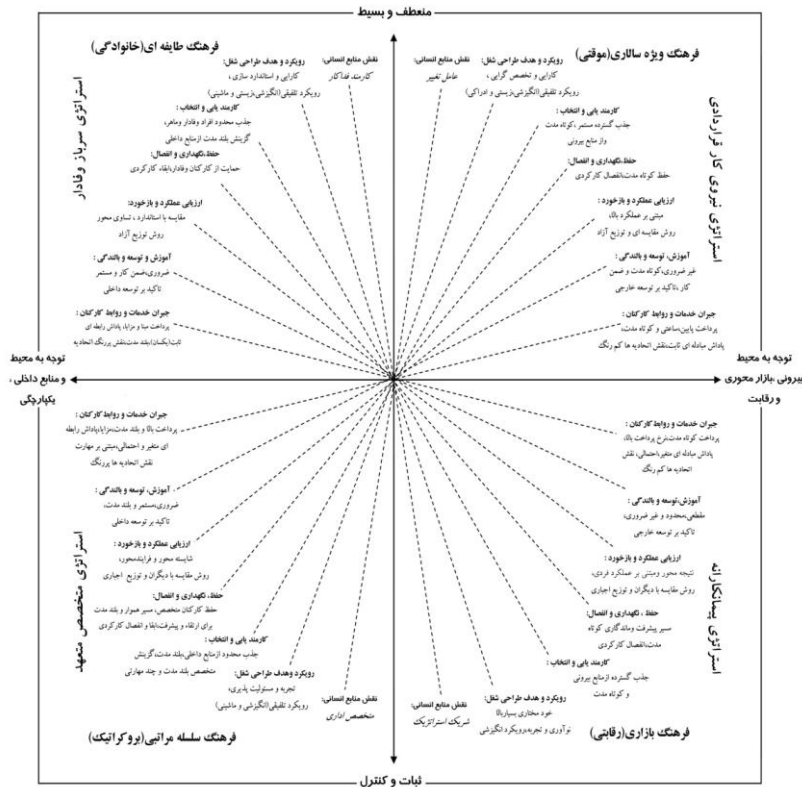 منعطف و بسیط
فرهنگ ویژه سالاری(موقتی)
استراتژی نیروی کار قراردادی
نقش منابع انسانی:
عامل تغییر
رویکرد و هدف طراحی شغل:
کارایی و تخصص گرایی ،
رویکرد تلفیقی(انگیزشی،زیستی و ادراکی)
کارمند یابی و انتخاب :
جذب گسترده مستمر ،کوتاه مدت
واز منابع بیرونی
حفظ،نگهداری و انفصال:
حفظ کوتاه مدت،انفصال کارکردی
ارزیابی عملکرد و بازخورد :
مبتنی بر عملکرد بالا،
روش مقایسه ای و توزیع آزاد
آموزش، توسعه و بالندگی :
غیر ضروری،کوتاه مدت و ضمن
کار ،تاکید بر توسعه خارجی
جبران خدمات و روابط کارکنان :
پرداخت پایین،ساعتی و کوتاه مدت،
پاداش مبادله ای ثابت،نقش اتحادیه ها کم رنگ
فرهنگ طایفه ای(خانوادگی)
استراتژی سرباز وفادار
نقش منابع انسانی:
کارمند فداکار
رویکرد و هدف طراحی شغل:
کارایی و استاندارد سازی ،
رویکرد تلفیقی(انگیزشی،زیستی و ماشینی)
کارمند یابی و انتخاب :
جذب محدود افراد وفادار وماهر،
گزینش بلند مدت ازمنابع داخلی
حفظ،نگهداری و انفصال:
حمایت از کارکنان وفادار،ابقاء کارکردی
ارزیابی عملکرد و بازخورد:
مقایسه با استاندارد ، تساوی محور
روش توزیع آزاد
آموزش و توسعه و بالندگی :
ضروری،ضمن کار و مستمر
تاکید بر توسعه داخلی
جبران خدمات و روابط کارکنان :
پرداخت مبنا و مزایا، پاداش رابطه ای
ثابت(یکسان)بلند مدت،نقش پررنگ اتحادیه
توجه به محیط
بیرونی ،بازار محوری
و رقابت
توجه به محیط
و منابع داخلی ،
یکپارچگی
جبران خدمات و روابط کارکنان :
پرداخت کوتاه مدت،نرخ پرداخت بالا،
پاداش مبادله ای متغیر،احتمالی، نقش
اتحادیه ها کم رنگ
آموزش،توسعه و بالندگی :
مقطعی،محدود و غیر ضروری،
تاکید بر توسعه خارجی
ارزیابی عملکرد و بازخورد :
نتیجه محور ومبتنی بر عملکرد فردی،
روش مقایسه با دیگران و توزیع اجباری
حفظ ، نگهداری و انفصال:
مسیر پیشرفت وماندگاری کوتاه
مدت،انفصال کارکردی
کارمند یابی و انتخاب :
جذب گسترده ازمنابع بیرونی
و کوتاه مدت
رویکرد و هدف طراحی شغل:
خود مختاری بسیاربالا
نوآوری و تجربه،رویکرد انگیزشی
نقش منابع انسانی:
شریک استراتژیک
استراتژی پیمانکارانه
فرهنگ بازاری(رقابتی)
جبران خدمات و روابط کارکنان :
پرداخت بالا و بلند مدت،مزایا،پاداش رابطه
ای متغیر و احتمالی،مبتنی بر مهارت
نقش اتحادیه ها پررنگ
آموزش، توسعه و بالندگی :
ضروری،مستمر و بلند مدت،
تاکید بر توسعه داخلی
ارزیابی عملکرد و بازخورد :
شایسته محور و فرایندمحور،
روش مقایسه با دیگران و توزیع اجباری
حفظ، نگهداری و انفصال:
حفظ کارکنان متخصص، مسیر هموار و بلند مدت
برای ارتقاء و پیشرفت،ابقا و انفصال کارکردی
کارمند یابی و انتخاب :
جذب محدود ازمنابع داخلی،بلند مدت،گزینش
متخصص بلند مدت و چند مهارتی
رویکرد وهدف طراحی شغل:
تجربه و مسئولیت پذیری،
رویکرد تلفیقی(انگیزشی و ماشینی)
نقش منابع انسانی:
متخصص اداری
استراتژی متخصص متعهد
فرهنگ سلسله مراتبی(بروکراتیک)
ثبات و کنترل